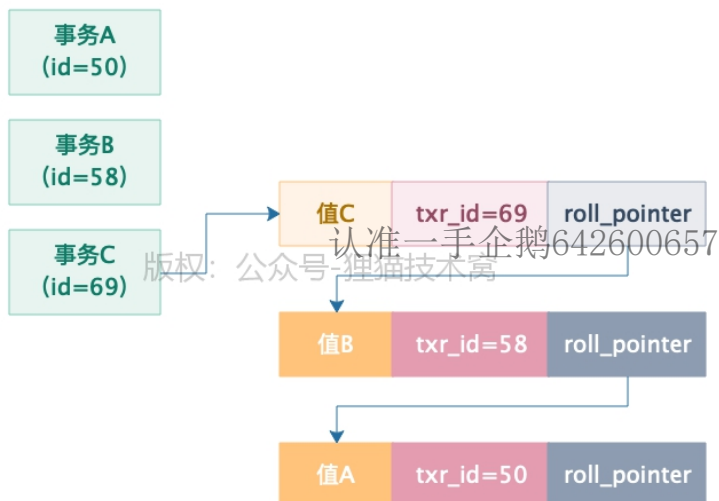 事务A
(id=50)
事务B
(id=58)
事务C
(id=69)
值C txr_id=69 roll_pointer
认准一手企鹅642600657
版权：公众号-狸猫技术窝
值B txr_id=58 roll_pointer
值A txr_id=50 roll_pointer